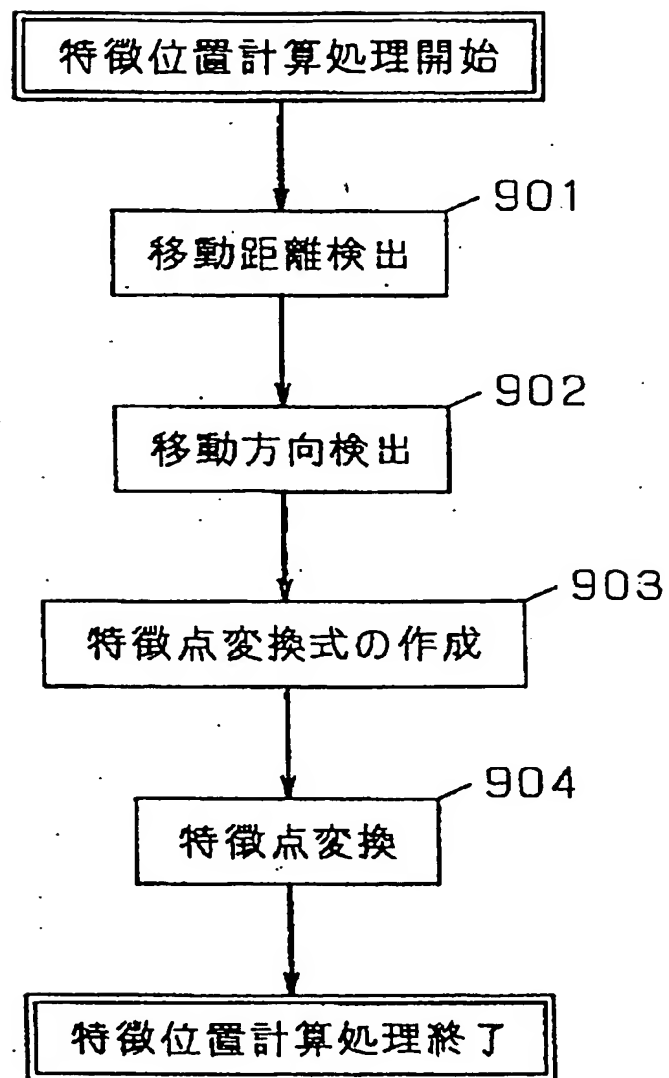 特徴位置計算処理開始
901
移動距離検出
902
移動方向検出
903
特徴点変換式の作成
904
特徴点変換
特徴位置計算処理終了